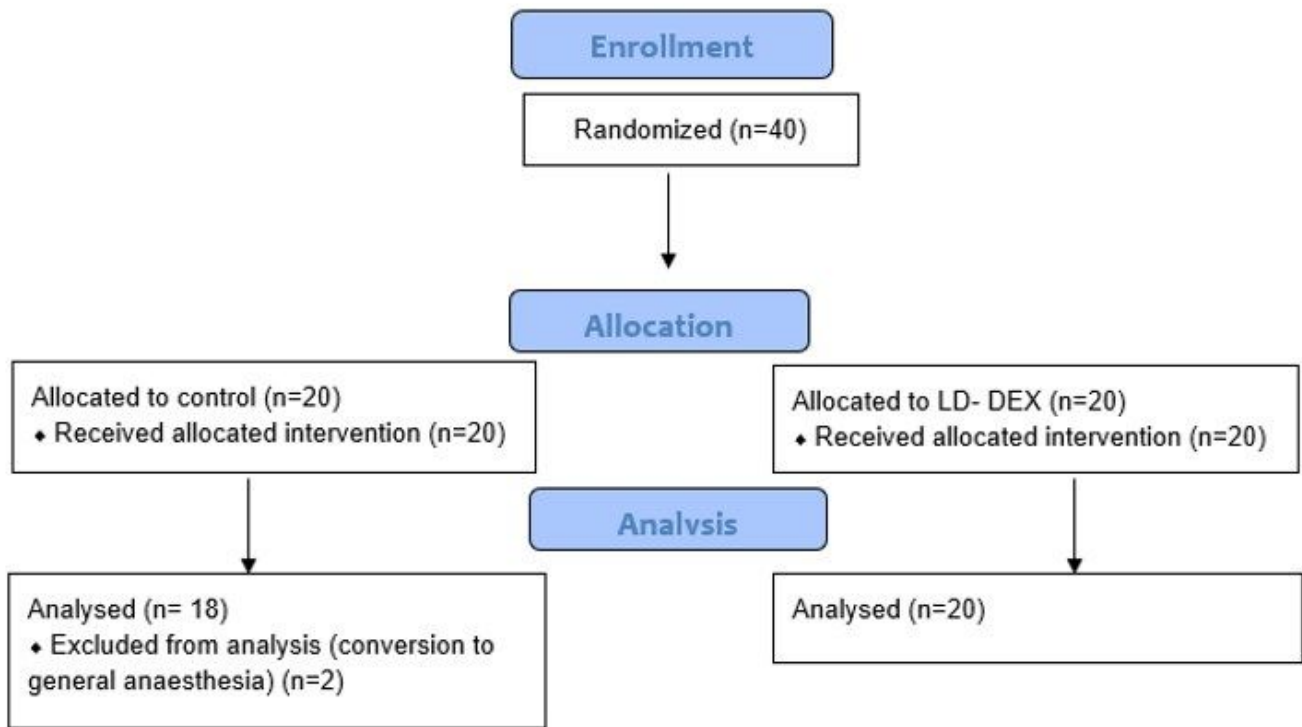 Enrollment
Randomized (n=40)
Allocation
Allocated to control (n=20)
⬥ Received allocated intervention (n=20)
Allocated to LD- DEX (n=20)
⬥ Received allocated intervention (n=20)
Analysis
Analysed (n= 18)
⬥ Excluded from analysis (conversion to
general anaesthesia) (n=2)
Analysed (n=20)